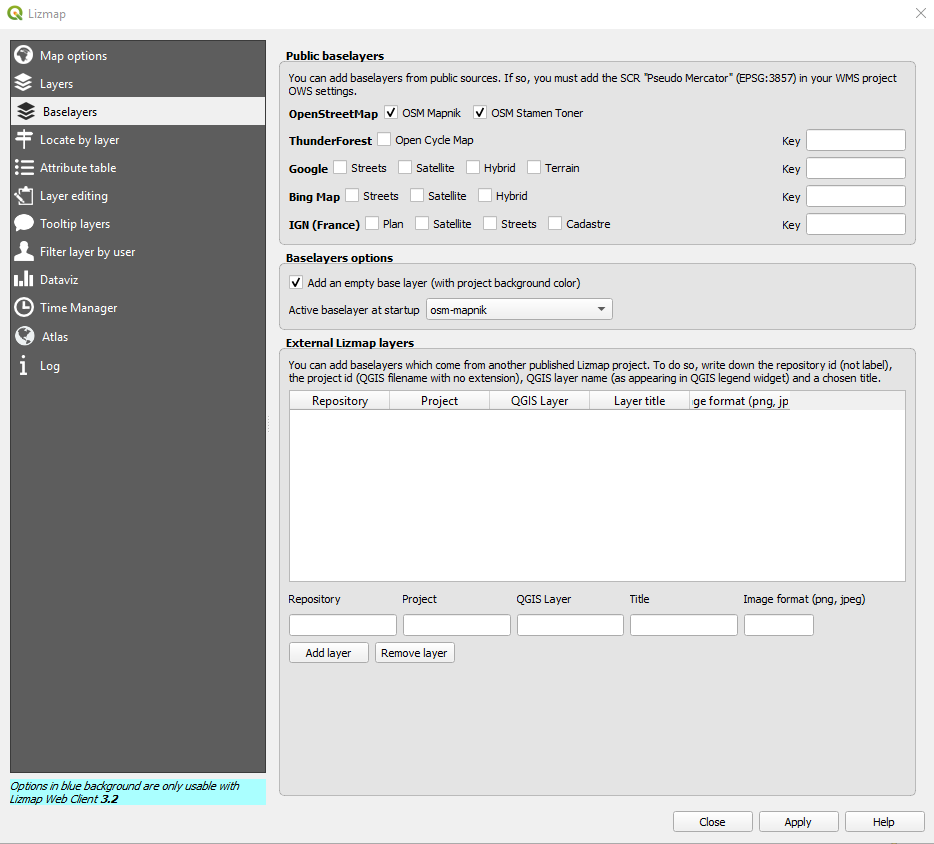 Lizmap
Map options
Layers
Baselayers
Locate by layer
Attribute table
Layer editing
Tooltip layers
Filter layer by user
Dataviz
Time Manager
Atlas
Log
Options in blue background are only usable with
Lizmap Web Client 3.2
Public baselayers
You can add baselayers from public sources. If so, you must add the SCR "Pseudo Mercator" (EPSG:3857) in your WMS project
OWS settings.
OpenStreetMap OSM Mapnik OSM Stamen Toner
ThunderForest Open Cycle Map Key
Google Streets Satellite Hybrid Terrain Key
Bing Map Streets Satellite Hybrid Key
IGN (France) Plan Satellite Streets Cadastre Key
Baselayers options
Add an empty base layer (with project background color)
Active baselayer at startup osm-mapnik
External Lizmap layers
You can add baselayers which come from another published Lizmap project. To do so, write down the repository id (not label),
the project id (QGIS filename with no extension), QGIS layer name (as appearing in QGIS legend widget) and a chosen title.
Repository Project QGIS Layer Layer title ge format (png, jp
Repository Project QGIS Layer Title Image format (png, jpeg)
Add layer Remove layer
Close Apply Help